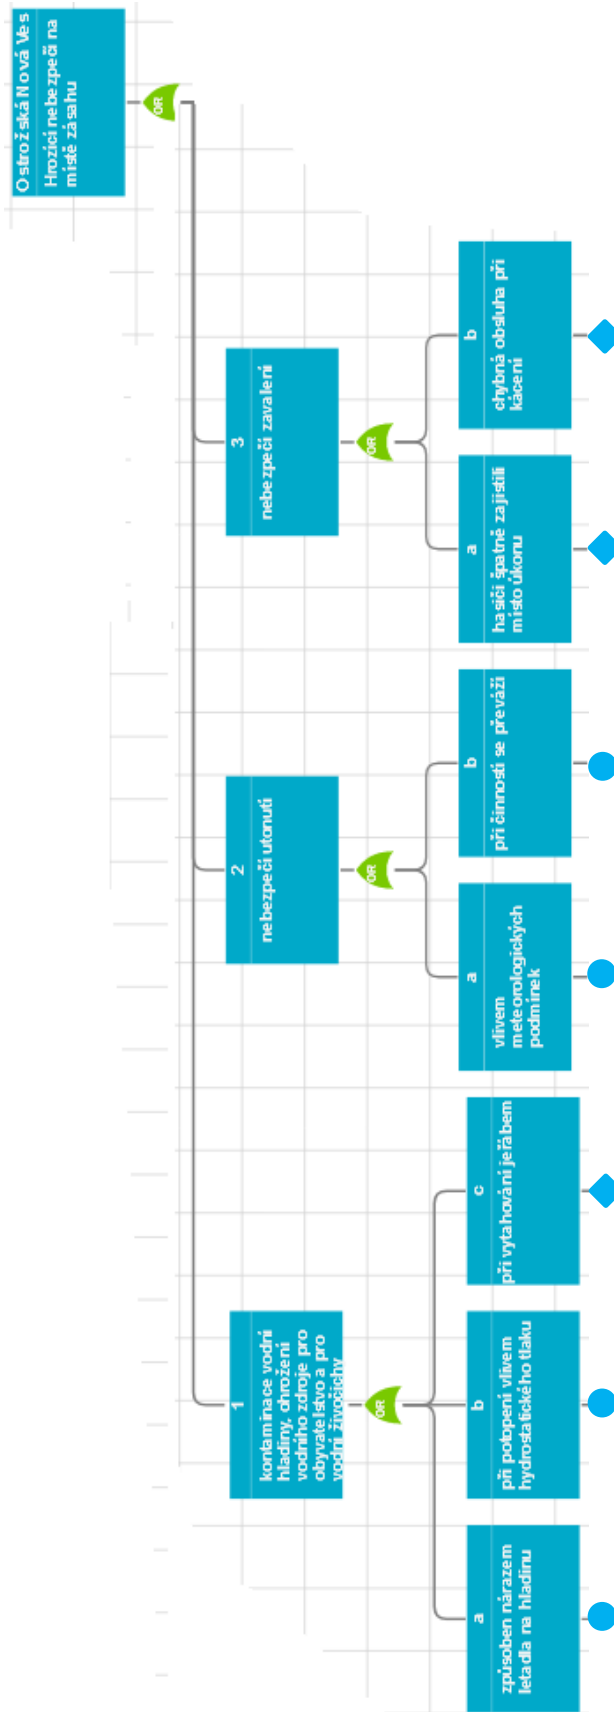 Ostrožská Nová Ves
Hrozící nebezpečí na
místě zásahu
OR
1
kontaminace vodní
hladiny, ohrožení
vodního zdroje pro
obyvatelstvo a pro
vodní živočichy
OR
a
způsoben nárazem
letadla na hladinu
b
při potopení vlivem
hydrostatického tlaku
c
při vytahování jeřábem
2
nebezpečí utonutí
OR
a
vlivem
meteorologických
podmínek
b
při činnosti se převáží
3
nebezpečí zavalení
OR
a
hasiči špatně zajistili
místo úkonu
b
chybná obsluha při
kácení